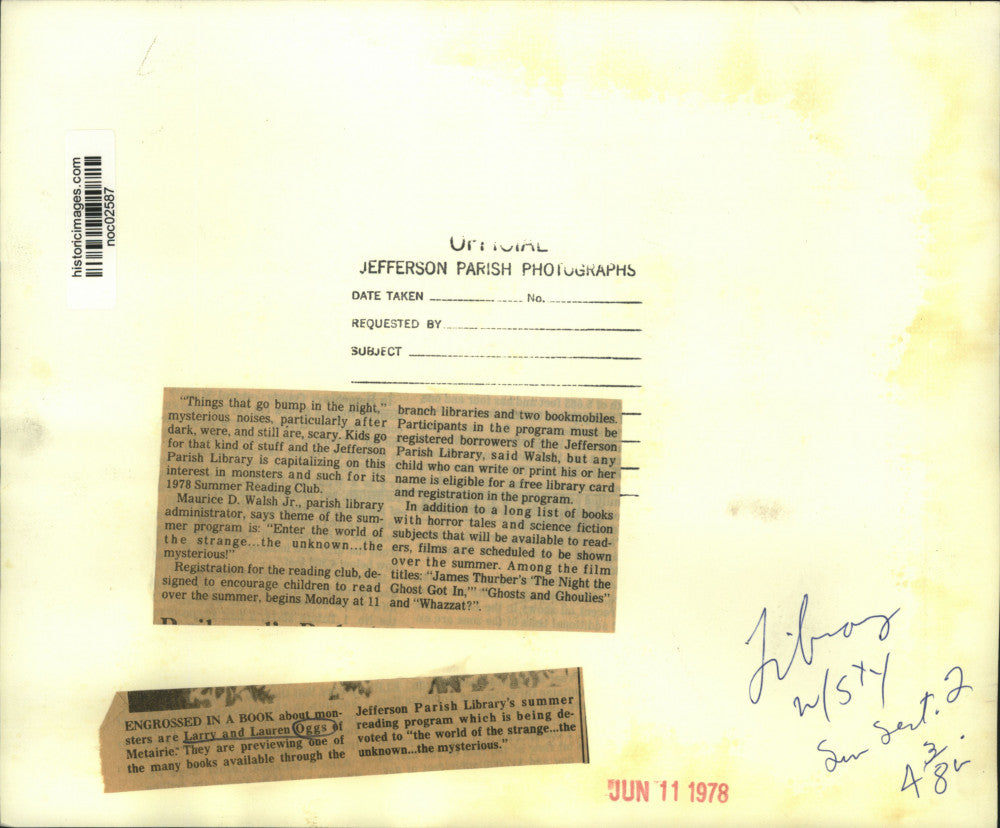 historicimages.com
noc02587
OFFICIAL
JEFFERSON PARISH PHOTOGRAPHS
DATE TAKEN No.
REQUESTED BY
SUBJECT
"Things that go bump in the night,"
mysterious noises, particularly after
dark, were, and still are, scary. Kids go
for that kind of stuff and the Jefferson
Parish Library is capitalizing on this
interest in monsters and such for its
1978 Summer Reading Club.
Maurice D. Walsh Jr., parish library
administrator, says theme of the sum-
mer program is: "Enter the world of
the strange...the unknown...the
mysterious!"
Registration for the reading club, de-
signed to encourage children to read
over the summer, begins Monday at 11
branch libraries and two bookmobiles.
Participants in the program must be
registered borrowers of the Jefferson
Parish Library, said Walsh, but any
child who can write or print his or her
name is eligible for a free library card
and registration in the program.
In addition to a long list of books
with horror tales and science fiction
subjects that will be available to read-
ers, films are scheduled to be shown
over the summer. Among the film
titles: "James Thurber's 'The Night the
Ghost Got In,'" "Ghosts and Ghoulies"
and "Whazzat?".
ENGROSSED IN A BOOK about mon-
sters are Larry and Lauren Oggs of
Metairie. They are previewing one of
the many books available through the
Jefferson Parish Library's summer
reading program which is being de-
voted to "the world of the strange...the
unknown...the mysterious."
Library
w/sty
Sun Sect. 2
JUN 11 1978